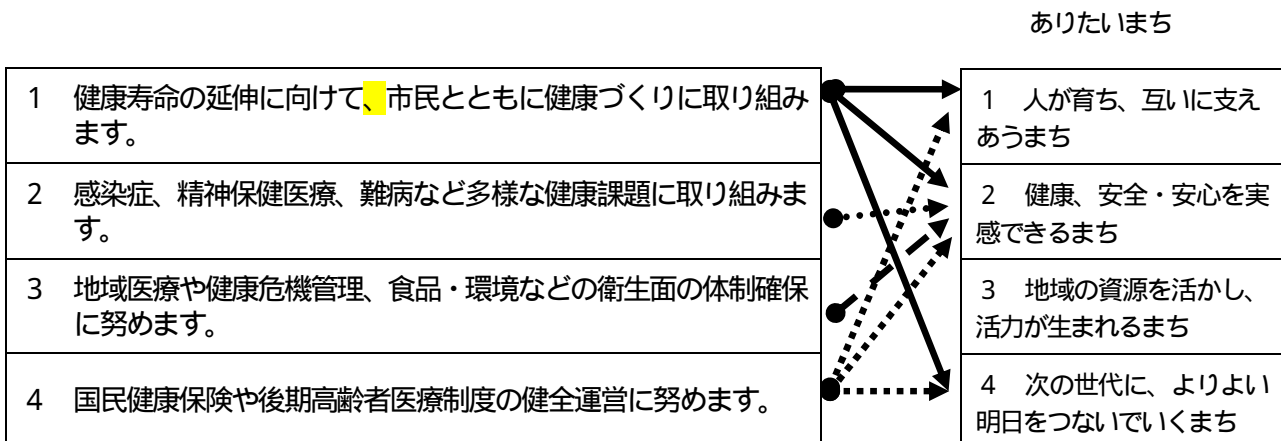 ありたいまち
1 健康寿命の延伸に向けて、市民とともに健康づくりに取り組み
ます。
2 感染症、精神保健医療、難病など多様な健康課題に取り組みま
す。
3 地域医療や健康危機管理、食品・環境などの衛生面の体制確保
に努めます。
4 国民健康保険や後期高齢者医療制度の健全運営に努めます。
1 人が育ち、互いに支え
あうまち
2 健康、安全・安心を実
感できるまち
3 地域の資源を活かし、
活力が生まれるまち
4 次の世代に、よりよい
明日をつないでいくまち